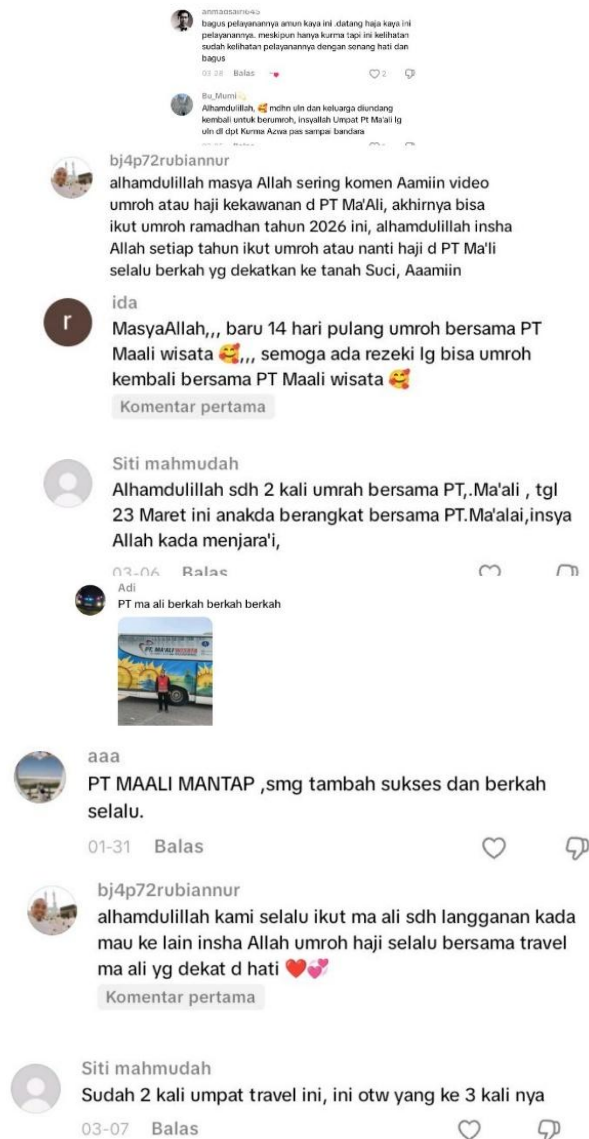 ahmadsain645
bagus pelayanannya amun kaya ini .datang haja kaya ini
pelayanannya. meskipun hanya kurma tapi ini kelihatan
sudah kelihatan pelayanannya dengan senang hati dan
bagus
03-28 Balas 2
Bu_Murni
Alhamdulillah, 🥰 mdhn uln dan keluarga diundang
kembali untuk berumroh, insyallah Umpat Pt Ma'ali lg
uln dl dpt Kurma Azwa pas sampai bandara
bj4p72rubiannur
alhamdulillah masya Allah sering komen Aamiin video
umroh atau haji kekawanan d PT Ma'Ali, akhirnya bisa
ikut umroh ramadhan tahun 2026 ini, alhamdulillah insha
Allah setiap tahun ikut umroh atau nanti haji d PT Ma'li
selalu berkah yg dekatkan ke tanah Suci, Aaamiin
r
ida
MasyaAllah,,, baru 14 hari pulang umroh bersama PT
Maali wisata 🥰,,, semoga ada rezeki lg bisa umroh
kembali bersama PT Maali wisata 🥰
Komentar pertama
Siti mahmudah
Alhamdulillah sdh 2 kali umrah bersama PT,.Ma'ali , tgl
23 Maret ini anakda berangkat bersama PT.Ma'alai,insya
Allah kada menjara'i,
03-06 Balas
Adi
PT ma ali berkah berkah berkah
PT. MA'ALI WISATA
aaa
PT MAALI MANTAP ,smg tambah sukses dan berkah
selalu.
01-31 Balas
bj4p72rubiannur
alhamdulillah kami selalu ikut ma ali sdh langganan kada
mau ke lain insha Allah umroh haji selalu bersama travel
ma ali yg dekat d hati ❤️💞
Komentar pertama
Siti mahmudah
Sudah 2 kali umpat travel ini, ini otw yang ke 3 kali nya
03-07 Balas